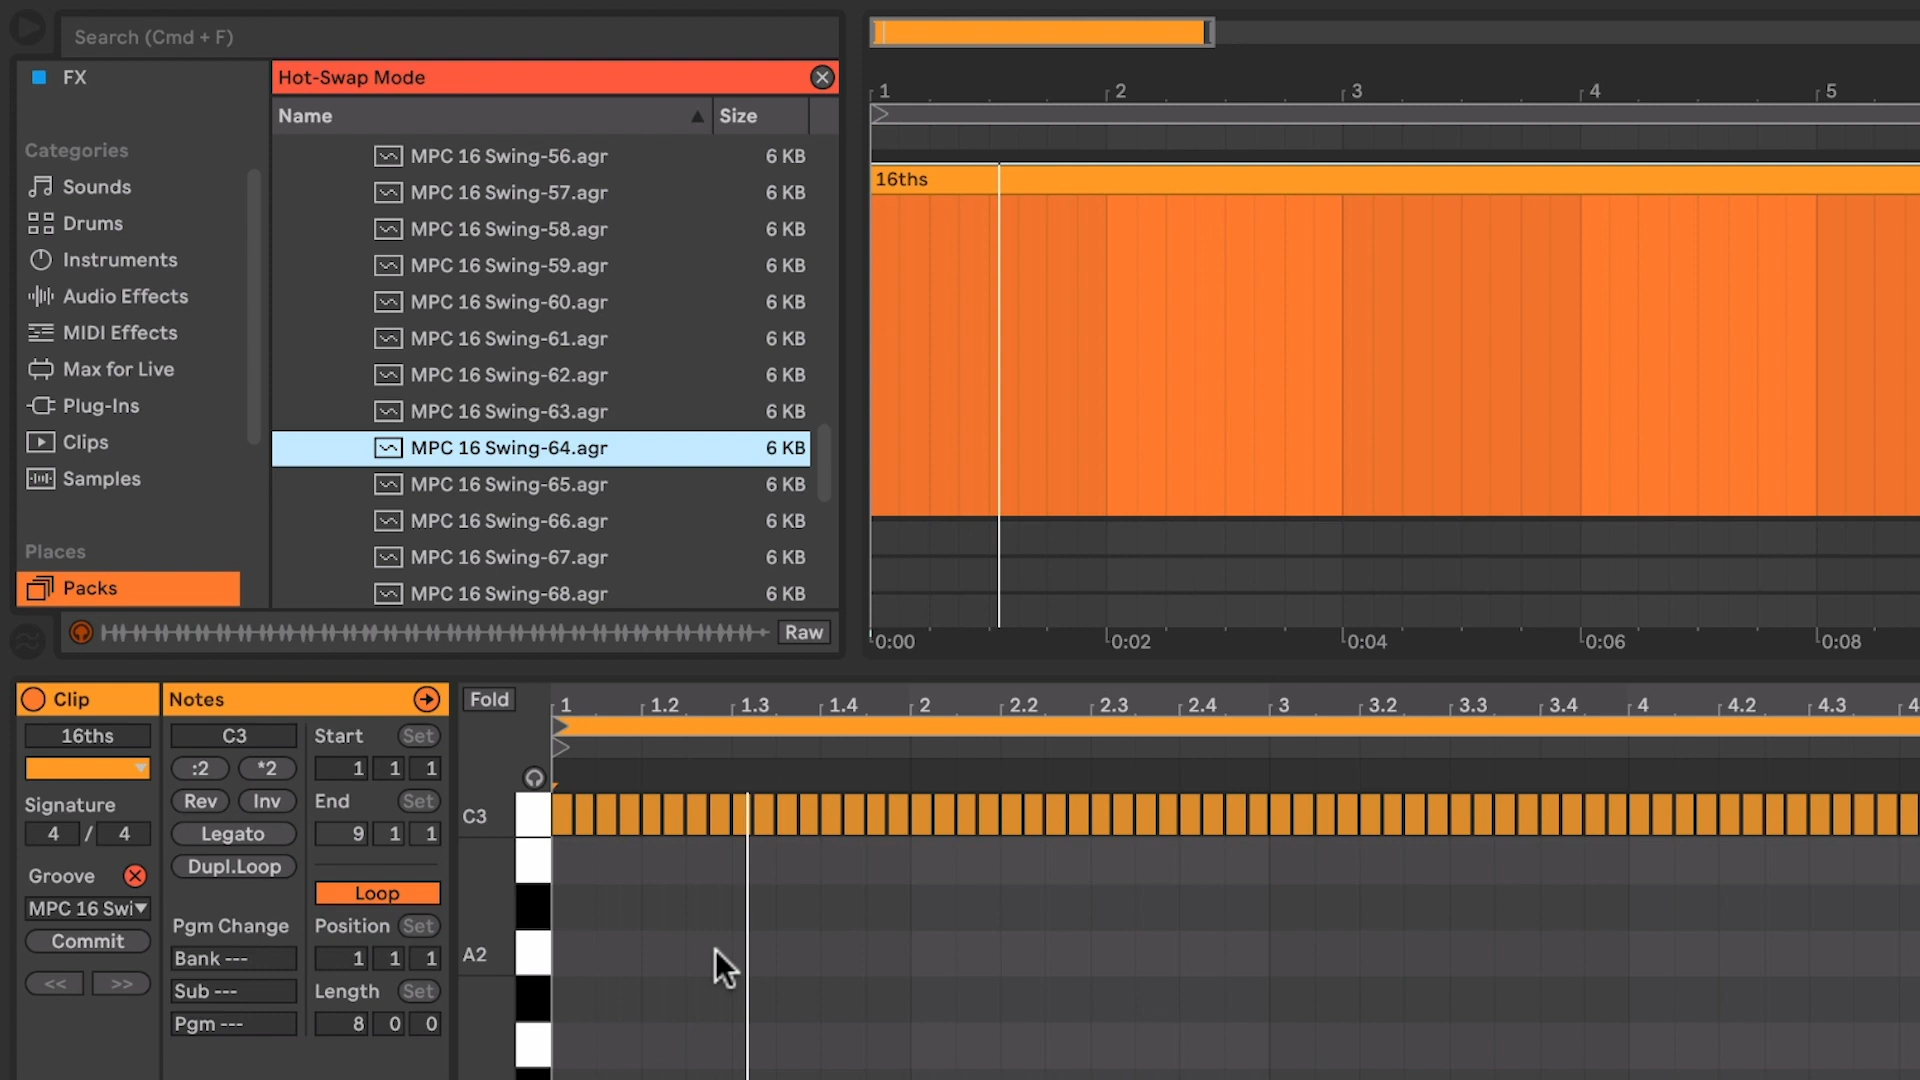 Search (Cmd + F)
FX
Categories
Sounds
Drums
Instruments
Audio Effects
MIDI Effects
Max for Live
Plug-Ins
Clips
Samples
Places
Packs
Hot-Swap Mode
Name Size
MPC 16 Swing-56.agr 6 KB
MPC 16 Swing-57.agr 6 KB
MPC 16 Swing-58.agr 6 KB
MPC 16 Swing-59.agr 6 KB
MPC 16 Swing-60.agr 6 KB
MPC 16 Swing-61.agr 6 KB
MPC 16 Swing-62.agr 6 KB
MPC 16 Swing-63.agr 6 KB
MPC 16 Swing-64.agr 6 KB
MPC 16 Swing-65.agr 6 KB
MPC 16 Swing-66.agr 6 KB
MPC 16 Swing-67.agr 6 KB
MPC 16 Swing-68.agr 6 KB
Raw
1 2 3 4 5
16ths
0:00 0:02 0:04 0:06 0:08
Clip
16ths
Signature
4 / 4
Groove
MPC 16 Swi
Commit
<< >>
Notes
C3
:2 *2
Rev Inv
Legato
Dupl.Loop
Pgm Change
Bank ---
Sub ---
Pgm ---
Start Set
1 1 1
End Set
9 1 1
Loop
Position Set
1 1 1
Length Set
8 0 0
Fold
1 1.2 1.3 1.4 2 2.2 2.3 2.4 3 3.2 3.3 3.4 4 4.2 4.3 4
C3
A2